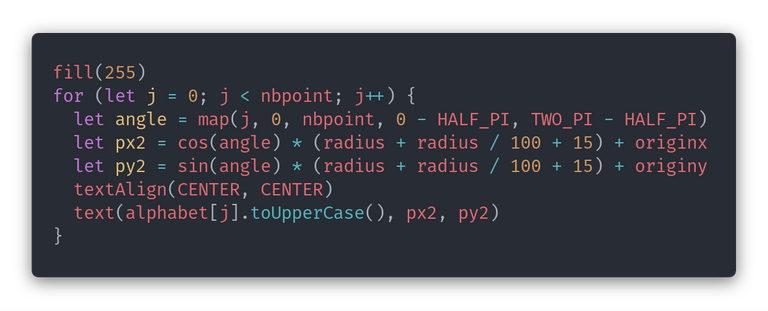 fill(255)
for (let j = 0; j < nbpoint; j++) {
  let angle = map(j, 0, nbpoint, 0 - HALF_PI, TWO_PI - HALF_PI)
  let px2 = cos(angle) * (radius + radius / 100 + 15) + originx
  let py2 = sin(angle) * (radius + radius / 100 + 15) + originy
  textAlign(CENTER, CENTER)
  text(alphabet[j].toUpperCase(), px2, py2)
}